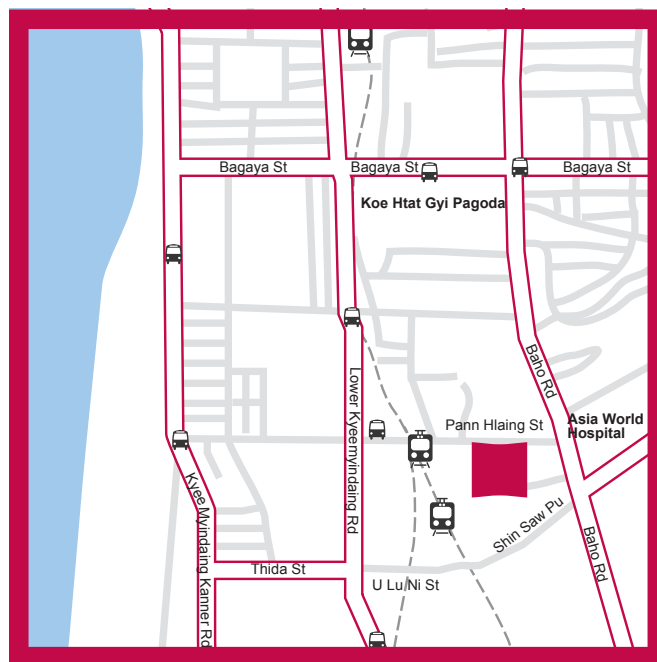 Bagaya St
Bagaya St
Bagaya St
Koe Htat Gyi Pagoda
Baho Rd
Lower Kyeemyindaing Rd
Pann Hlaing St
Asia World
Hospital
Kyee Myindaing Kanner Rd
Shin Saw Pu
Baho Rd
Thida St
U Lu Ni St